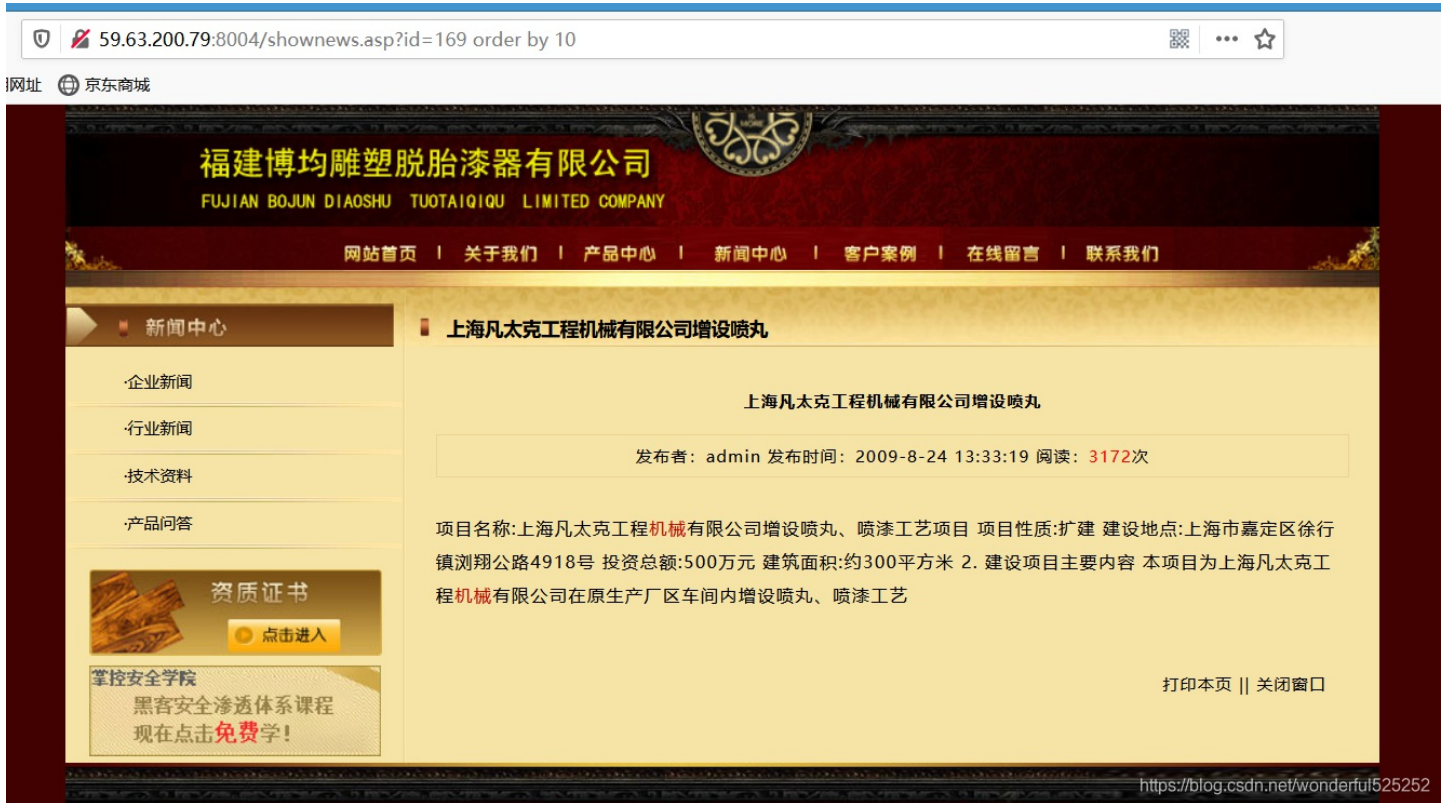 59.63.200.79:8004/shownews.asp?id=169 order by 10
网址 京东商城
IS
MORE
福建博均雕塑脱胎漆器有限公司
FUJIAN BOJUN DIAOSHU TUOTAIQIQU LIMITED COMPANY
网站首页 | 关于我们 | 产品中心 | 新闻中心 | 客户案例 | 在线留言 | 联系我们
新闻中心
·企业新闻
·行业新闻
·技术资料
·产品问答
资质证书
点击进入
掌控安全学院
黑客安全渗透体系课程
现在点击免费学!
上海凡太克工程机械有限公司增设喷丸
上海凡太克工程机械有限公司增设喷丸
发布者：admin 发布时间：2009-8-24 13:33:19 阅读：3172次
项目名称:上海凡太克工程机械有限公司增设喷丸、喷漆工艺项目 项目性质:扩建 建设地点:上海市嘉定区徐行
镇浏翔公路4918号 投资总额:500万元 建筑面积:约300平方米 2. 建设项目主要内容 本项目为上海凡太克工
程机械有限公司在原生产厂区车间内增设喷丸、喷漆工艺
打印本页 || 关闭窗口
https://blog.csdn.net/wonderful525252